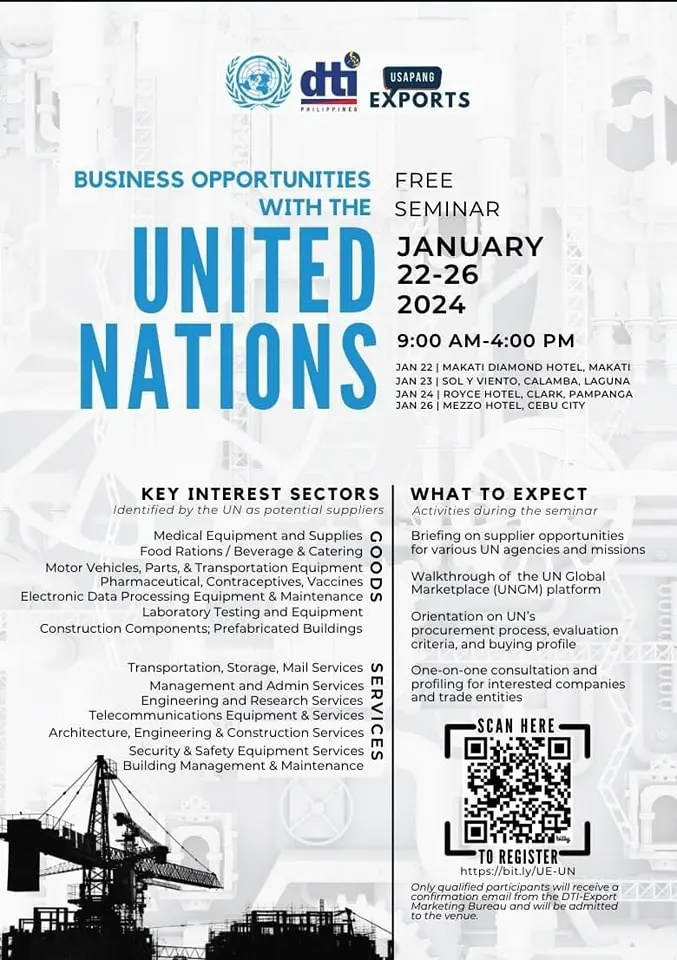 dti
PHILIPPINES
USAPANG
EXPORTS
BUSINESS OPPORTUNITIES
WITH THE
UNITED
NATIONS
FREE
SEMINAR
JANUARY
22-26
2024
9:00 AM-4:00 PM
JAN 22 | MAKATI DIAMOND HOTEL, MAKATI
JAN 23 | SOL Y VIENTO, CALAMBA, LAGUNA
JAN 24 | ROYCE HOTEL, CLARK, PAMPANGA
JAN 26 | MEZZO HOTEL, CEBU CITY
KEY INTEREST SECTORS
Identified by the UN as potential suppliers
GOODS
Medical Equipment and Supplies
Food Rations / Beverage & Catering
Motor Vehicles, Parts, & Transportation Equipment
Pharmaceutical, Contraceptives, Vaccines
Electronic Data Processing Equipment & Maintenance
Laboratory Testing and Equipment
Construction Components; Prefabricated Buildings
SERVICES
Transportation, Storage, Mail Services
Management and Admin Services
Engineering and Research Services
Telecommunications Equipment & Services
Architecture, Engineering & Construction Services
Security & Safety Equipment Services
Building Management & Maintenance
WHAT TO EXPECT
Activities during the seminar
Briefing on supplier opportunities
for various UN agencies and missions
Walkthrough of the UN Global
Marketplace (UNGM) platform
Orientation on UN's
procurement process, evaluation
criteria, and buying profile
One-on-one consultation and
profiling for interested companies
and trade entities
SCAN HERE
bitly
TO REGISTER
https://bit.ly/UE-UN
Only qualified participants will receive a
confirmation email from the DTI-Export
Marketing Bureau and will be admitted
to the venue.